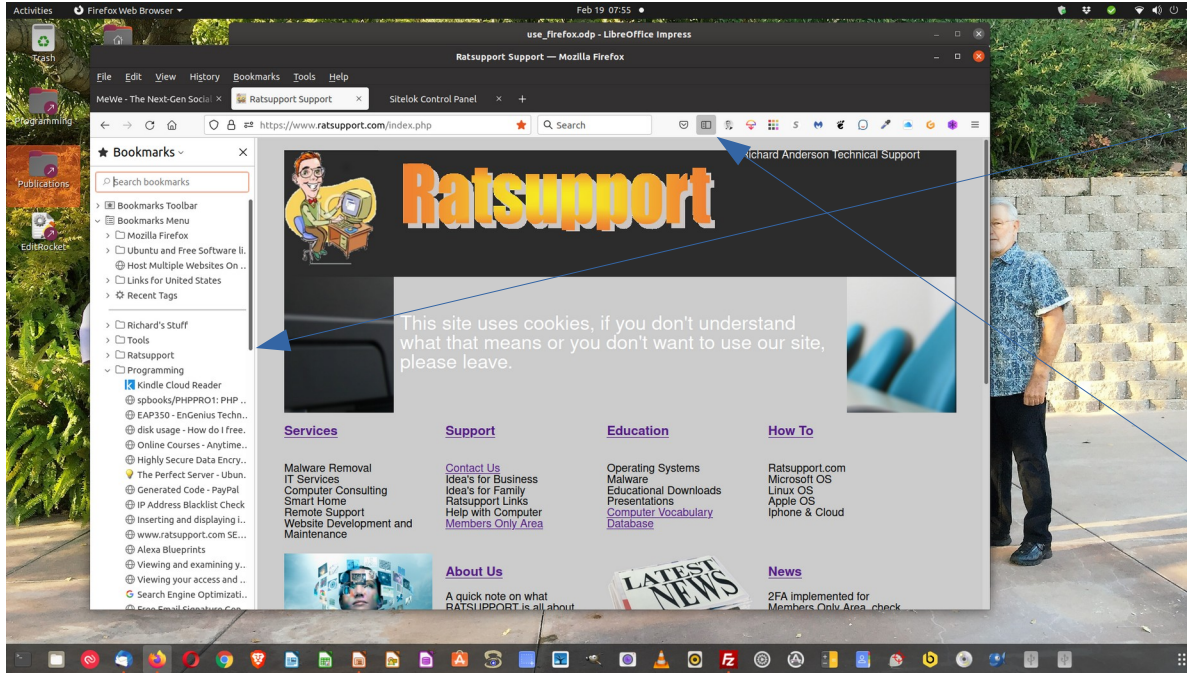 Activities
Firefox Web Browser
Feb 19 07:55
use_firefox.odp - LibreOffice Impress
Trash
Ratsupport Support — Mozilla Firefox
File Edit View History Bookmarks Tools Help
MeWe - The Next-Gen Social
Ratsupport Support
Sitelok Control Panel
Programming
https://www.ratsupport.com/index.php
Search
Bookmarks
Publications
Search bookmarks
EditRocket
Bookmarks Toolbar
Bookmarks Menu
Mozilla Firefox
Ubuntu and Free Software li.
Host Multiple Websites On ..
Links for United States
Recent Tags
Richard's Stuff
Tools
Ratsupport
Programming
Kindle Cloud Reader
spbooks/PHPPRO1: PHP ..
EAP350 - EnGenius Techn..
disk usage - How do I free.
Online Courses - Anytime..
Highly Secure Data Encry..
The Perfect Server - Ubun.
Generated Code - PayPal
IP Address Blacklist Check
Inserting and displaying i..
www.ratsupport.com SE...
Alexa Blueprints
Viewing and examining y..
Viewing your access and ..
Search Engine Optimizati..
Free Email Signature Gen
Ratsupport
Richard Anderson Technical Support
This site uses cookies, if you don't understand
what that means or you don't want to use our site,
please leave.
Services
Malware Removal
IT Services
Computer Consulting
Smart Home
Remote Support
Website Development and
Maintenance
Support
Contact Us
Idea's for Business
Idea's for Family
Ratsupport Links
Help with Computer
Members Only Area
Education
Operating Systems
Malware
Educational Downloads
Presentations
Computer Vocabulary
Database
How To
Ratsupport.com
Microsoft OS
Linux OS
Apple OS
Iphone & Cloud
About Us
A quick note on what
RATSUPPORT is all about
LATEST
NEWS
News
2FA implemented for
Members Only Area, check